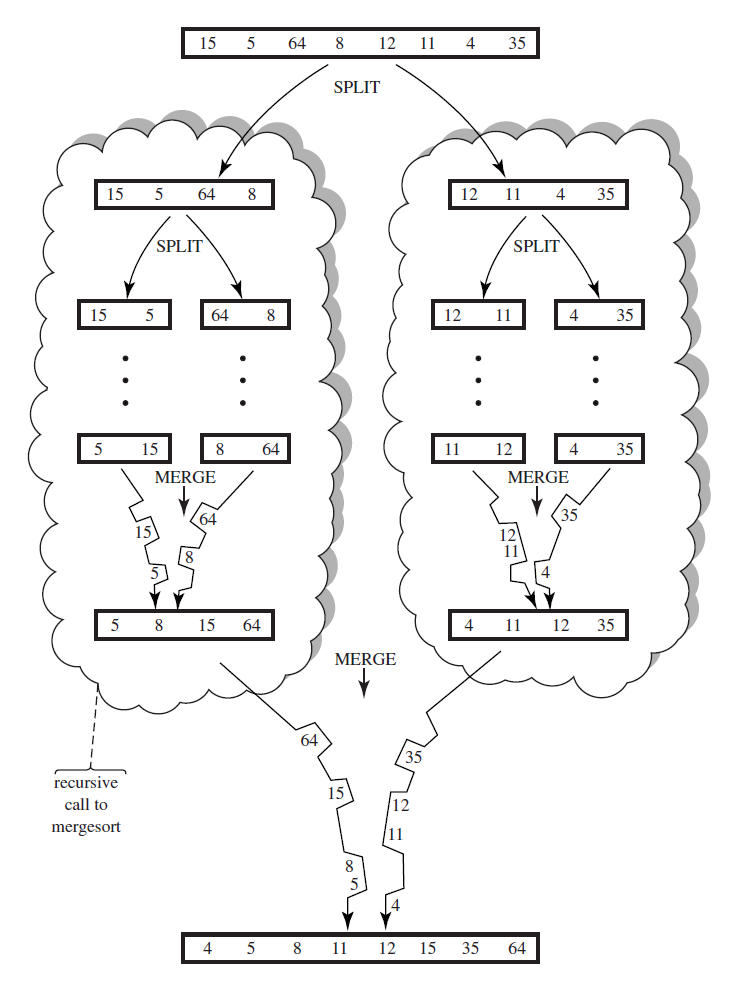 15 5 64 8 12 11 4 35
SPLIT
15 5 64 8
12 11 4 35
SPLIT
SPLIT
15 5
64 8
12 11
4 35
5 15
8 64
11 12
4 35
MERGE
MERGE
64
15
8
5
35
12
11
4
5 8 15 64
4 11 12 35
MERGE
64
35
15
12
11
8
5
4
recursive
call to
mergesort
4 5 8 11 12 15 35 64